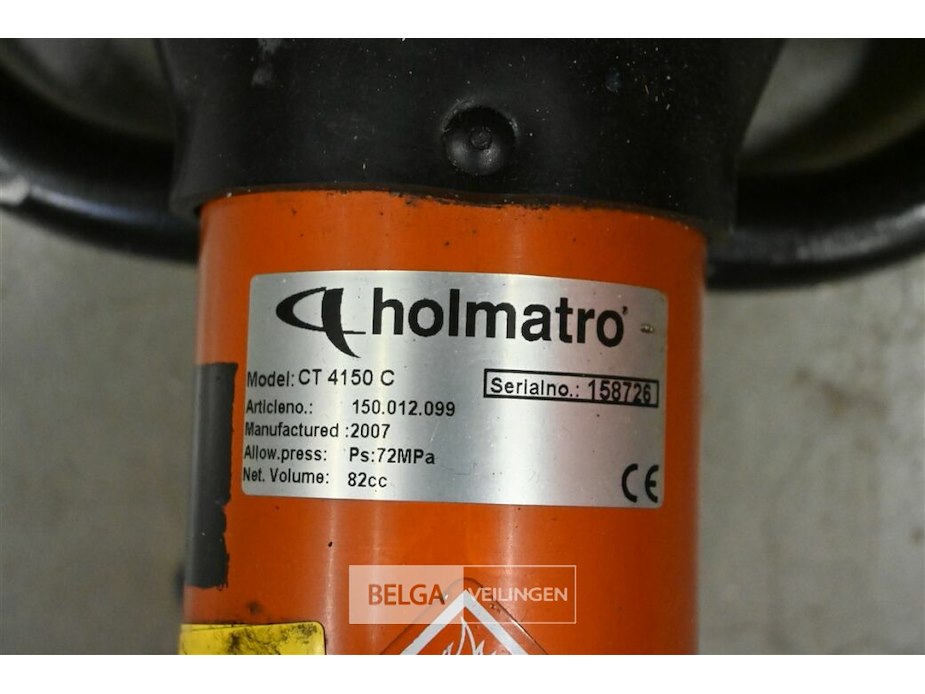 holmatro
Model: CT 4150 C
Serialno.: 158726
Articleno.: 150.012.099
Manufactured :2007
Allow.press: Ps:72MPa
Net. Volume: 82cc
CE
BELGA VEILINGEN